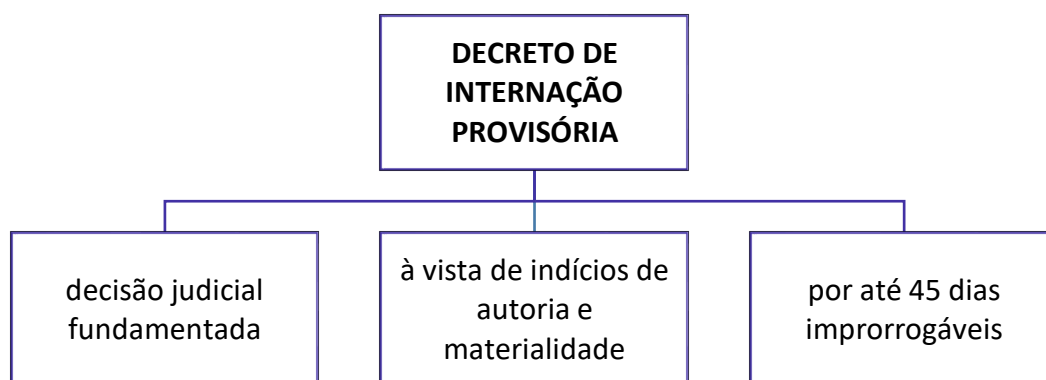 DECRETO DE
INTERNAÇÃO
PROVISÓRIA
decisão judicial
fundamentada
à vista de indícios de
autoria e
materialidade
por até 45 dias
improrrogáveis